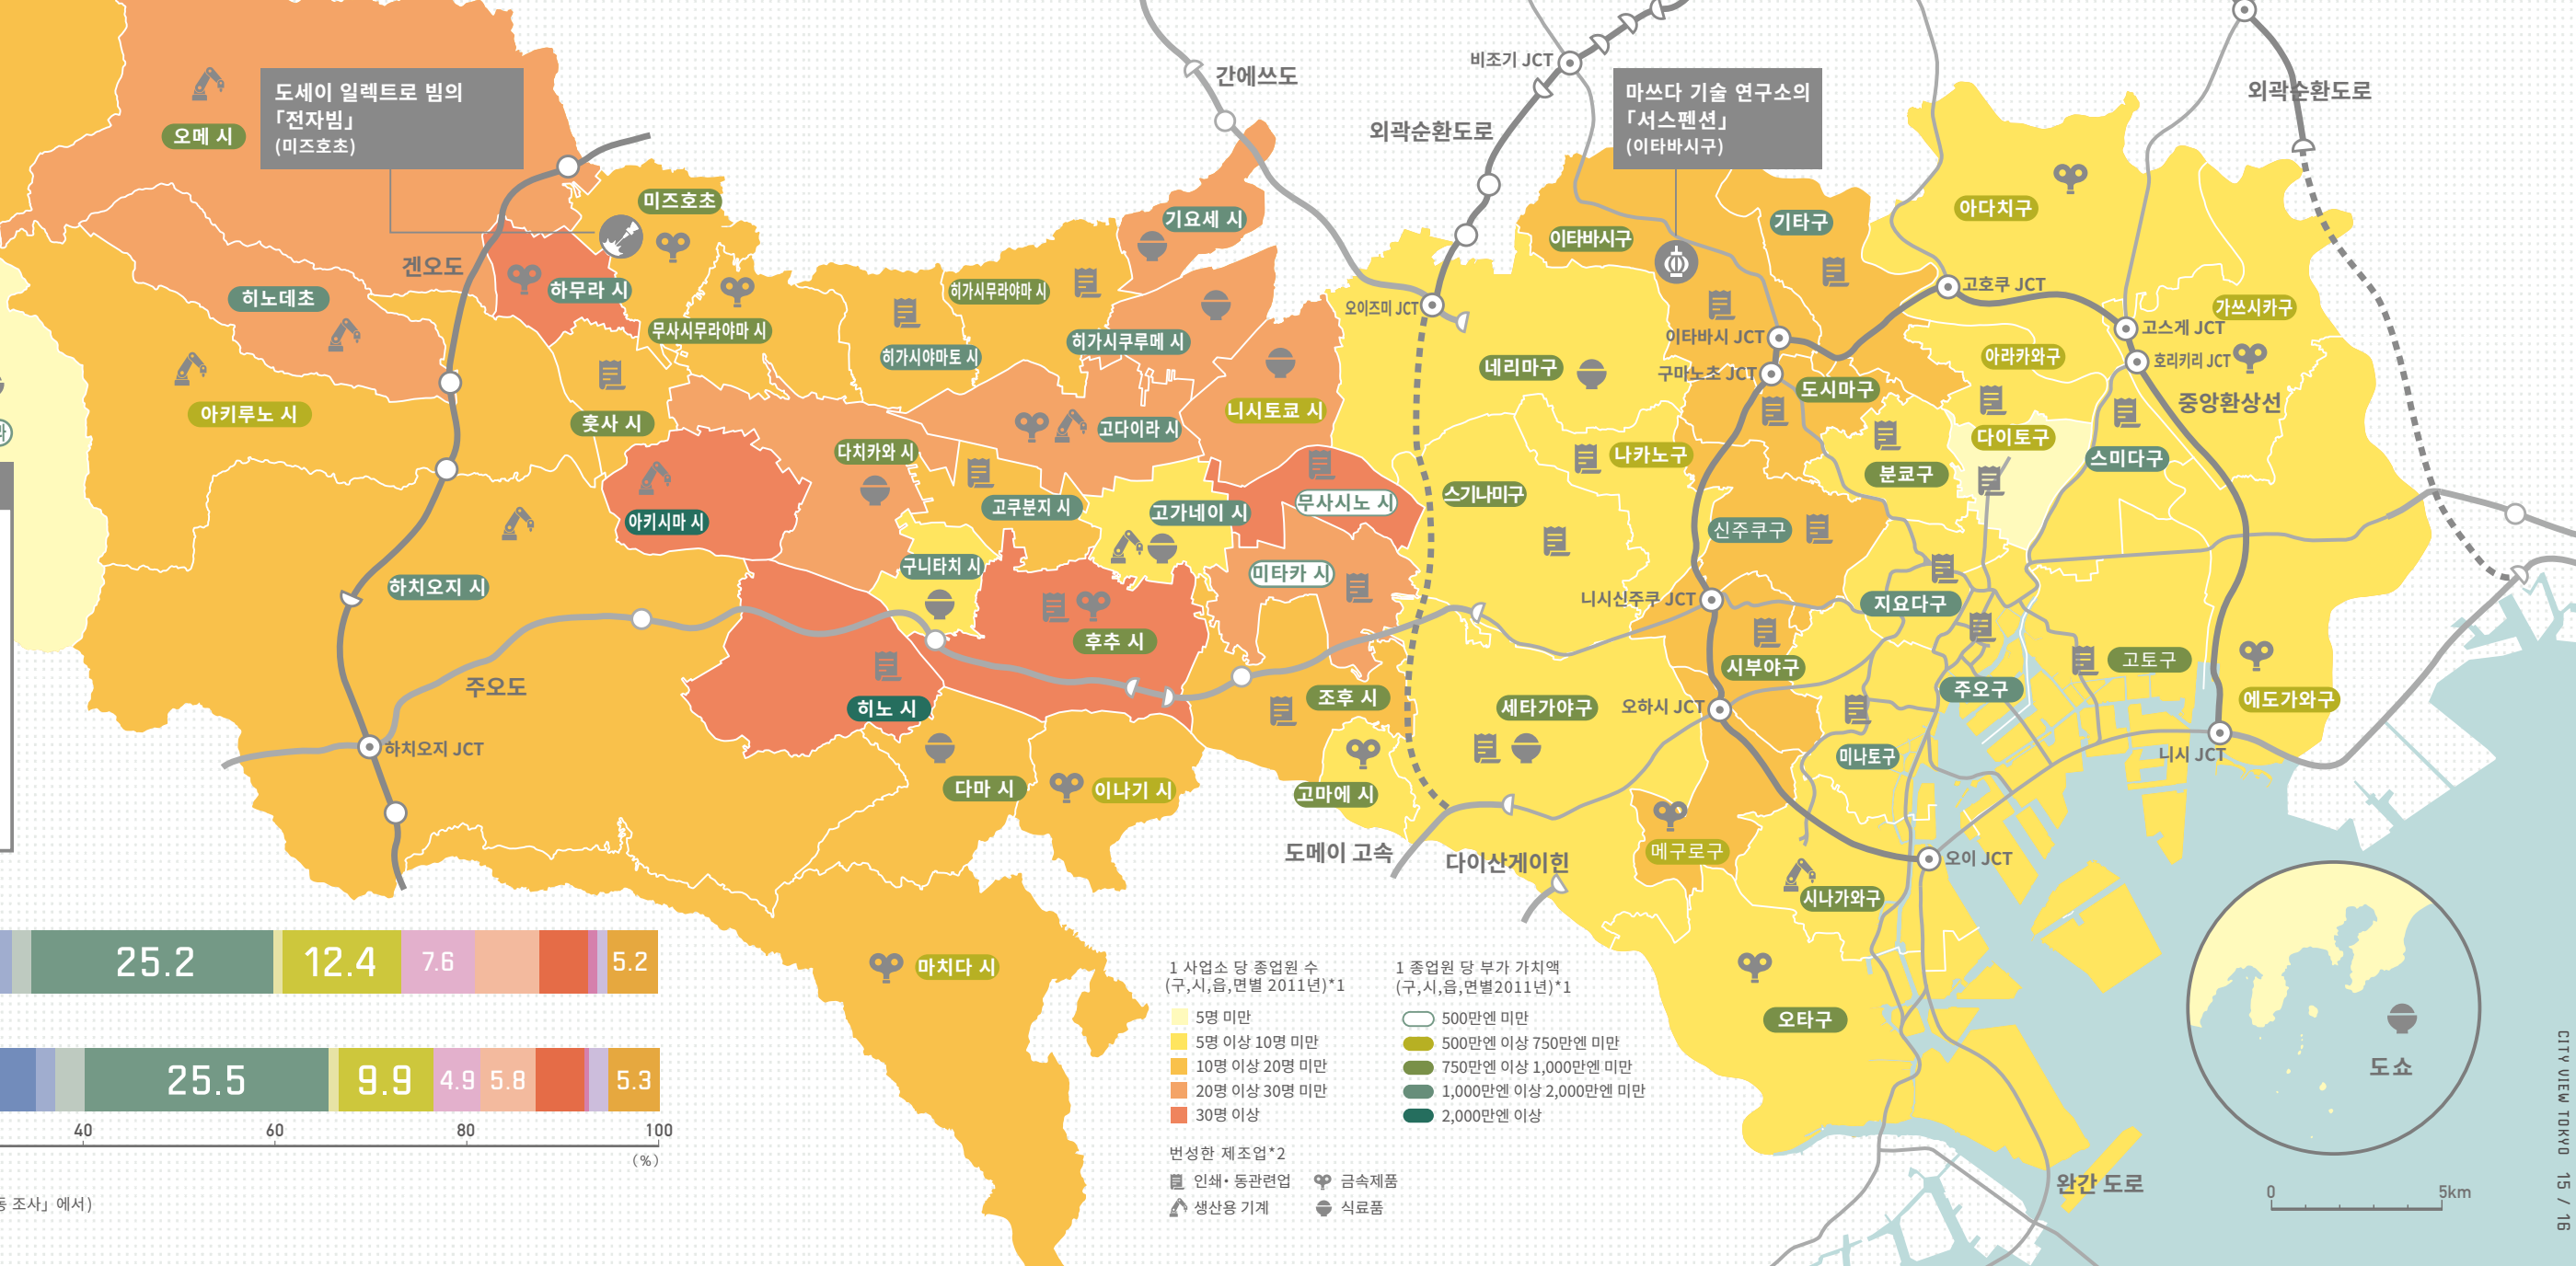 도세이 일렉트로 빔의
「전자빔」
(미즈호초)
마쓰다 기술 연구소의
「서스펜션」
(이타바시구)
간에쓰도
비조기 JCT
외곽순환도로
외곽순환도로
오메 시
미즈호초
기요세 시
이타바시구
기타구
아다치구
겐오도
히노데초
하무라 시
무사시무라야마 시
히가시무라야마 시
히가시야마토 시
히가시쿠루메 시
오이즈미 JCT
고호쿠 JCT
가쓰시카구
고스게 JCT
이타바시 JCT
아라카와구
호리키리 JCT
네리마구
구마노초 JCT
도시마구
중앙환상선
아키루노 시
훗사 시
니시토쿄 시
고다이라 시
다치카와 시
나카노구
다이토구
분쿄구
스미다구
스기나미구
무사시노 시
고쿠분지 시
고가네이 시
아키시마 시
신주쿠구
구니타치 시
미타카 시
하치오지 시
니시신주쿠 JCT
지요다구
후추 시
시부야구
고토구
주오도
조후 시
주오구
에도가와구
히노 시
세타가야구
오하시 JCT
하치오지 JCT
미나토구
니시 JCT
다마 시
이나기 시
고마에 시
도메이 고속
다이산게이힌
메구로구
오이 JCT
시나가와구
마치다 시
오타구
도쇼
완간 도로
25.2
12.4
7.6
5.2
25.5
9.9
4.9
5.8
5.3
40
60
80
100
(%)
동 조사」에서)
1 사업소 당 종업원 수
(구,시,읍,면별 2011년)*1
5명 미만
5명 이상 10명 미만
10명 이상 20명 미만
20명 이상 30명 미만
30명 이상
1 종업원 당 부가 가치액
(구,시,읍,면별2011년)*1
500만엔 미만
500만엔 이상 750만엔 미만
750만엔 이상 1,000만엔 미만
1,000만엔 이상 2,000만엔 미만
2,000만엔 이상
번성한 제조업*2
인쇄・동관련업
금속제품
생산용 기계
식료품
0
5km
CITY VIEW TOKYO 15 / 16